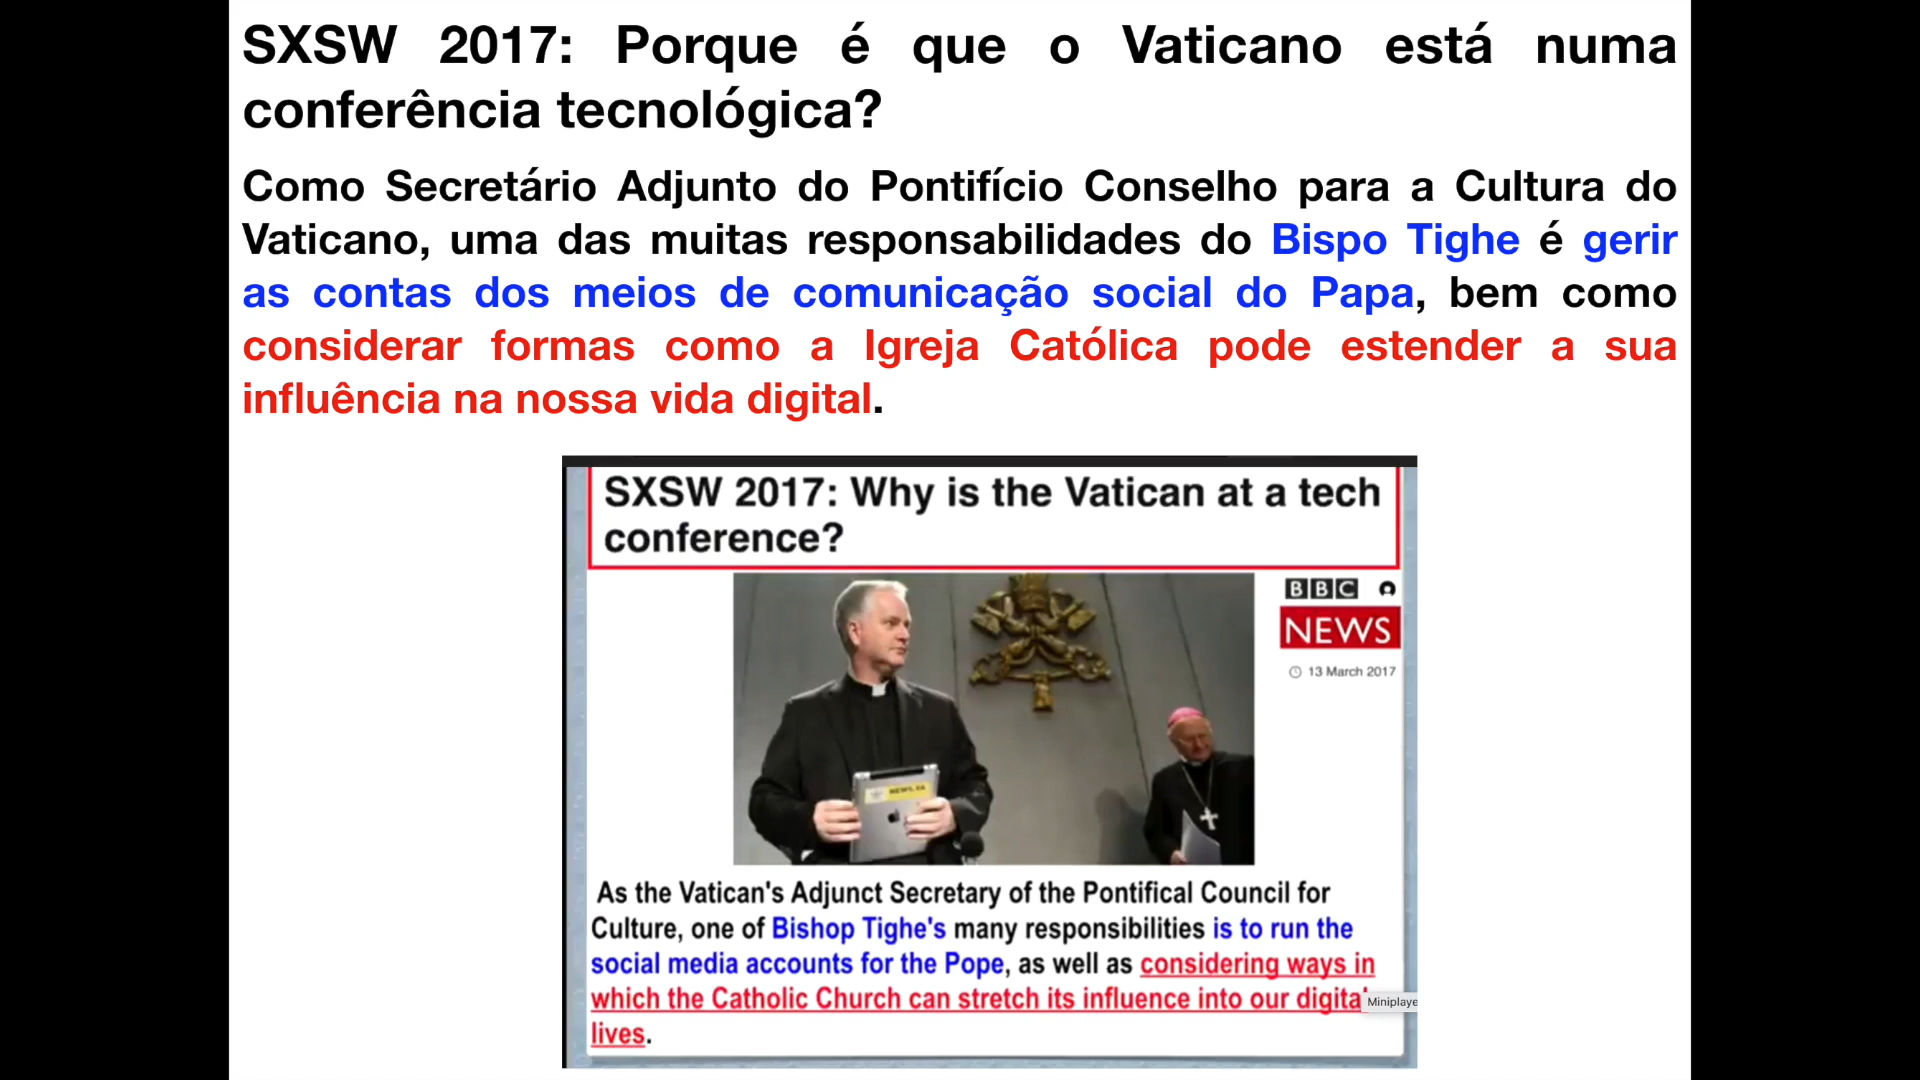 SXSW 2017: Porque é que o Vaticano está numa
conferência tecnológica?
Como Secretário Adjunto do Pontifício Conselho para a Cultura do
Vaticano, uma das muitas responsabilidades do Bispo Tighe é gerir
as contas dos meios de comunicação social do Papa, bem como
considerar formas como a Igreja Católica pode estender a sua
influência na nossa vida digital.
SXSW 2017: Why is the Vatican at a tech
conference?
BBC
NEWS
13 March 2017
NEWS.VA
As the Vatican's Adjunct Secretary of the Pontifical Council for
Culture, one of Bishop Tighe's many responsibilities is to run the
social media accounts for the Pope, as well as considering ways in
which the Catholic Church can stretch its influence into our digital
Miniplaye
lives.